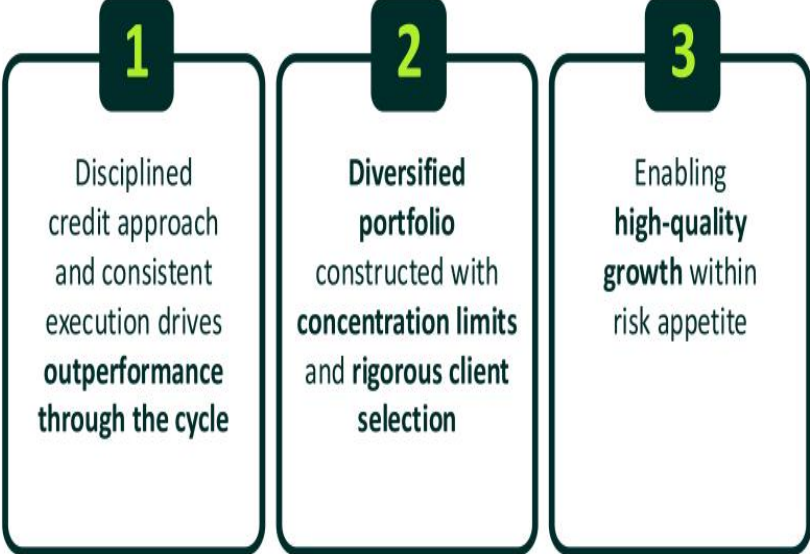 1
Disciplined
credit approach
and consistent
execution drives
outperformance
through the cycle
2
Diversified
portfolio
constructed with
concentration limits
and rigorous client
selection
3
Enabling
high-quality
growth within
risk appetite